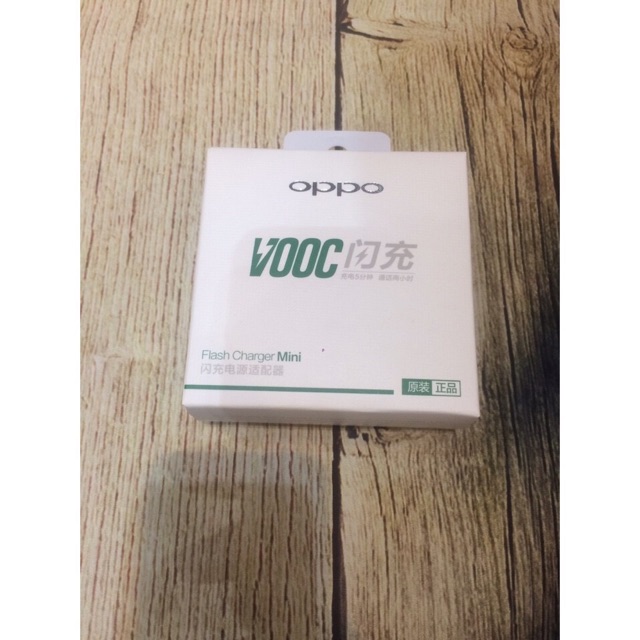 oppo
VOOC闪充
充电5分钟 通话两小时
Flash Charger Mini
闪充电源适配器
原装 正品